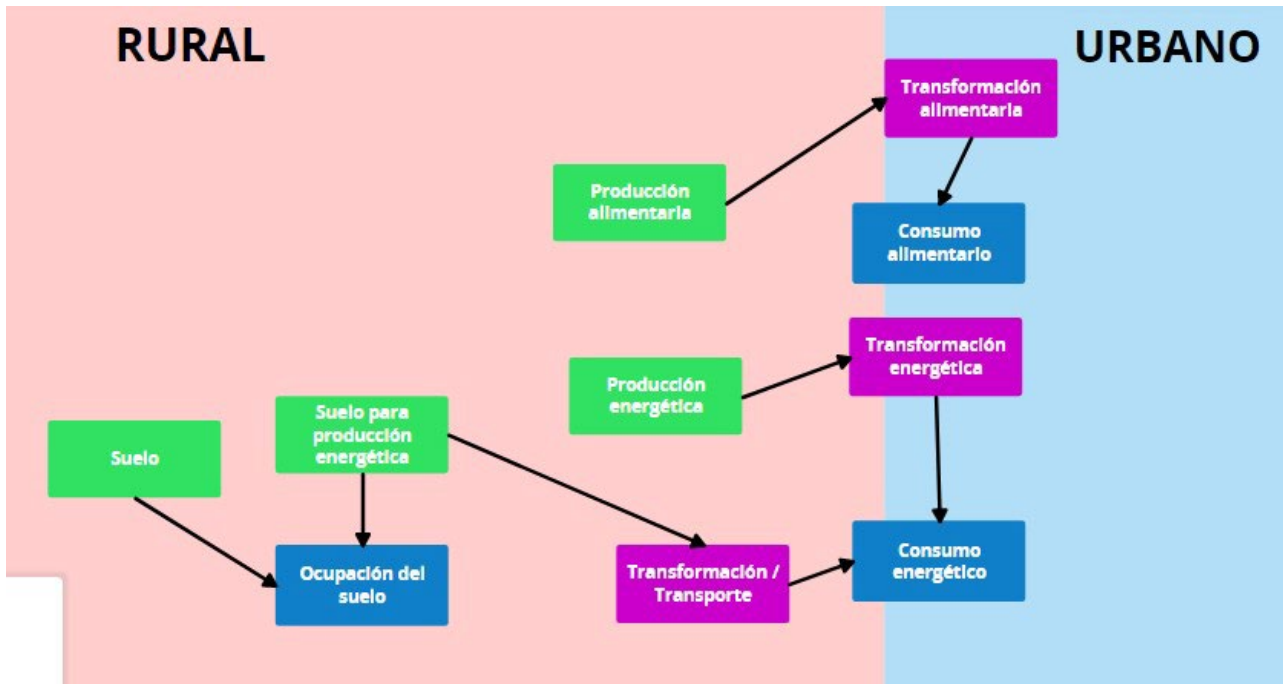 RURAL
URBANO
Transformación
alimentaria
Producción
alimentaria
Consumo
alimentario
Transformación
energética
Producción
energética
Suelo para
producción
energética
Suelo
Ocupación del
suelo
Transformación /
Transporte
Consumo
energético